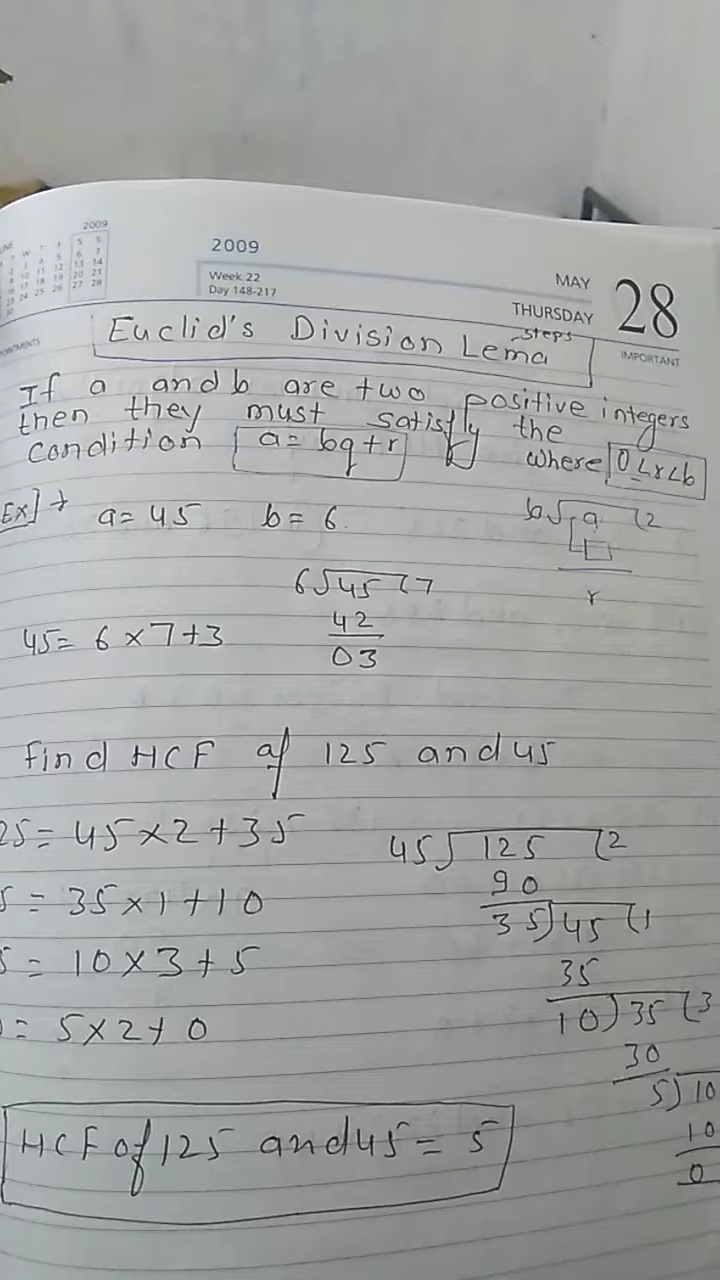 2009
2009
Week 22
Day 148-217
MAY
THURSDAY
28
IMPORTANT
Euclid's Division Lema
steps
If a and b are two positive integers
then they must satisfy the
condition a = bq + r where 0 ≤ r < b
Ex] → a = 45 b = 6
b a 2
r
6 45 7
42
03
45 = 6 × 7 + 3
Find HCF of 125 and 45
25 = 45 × 2 + 35
5 = 35 × 1 + 10
5 = 10 × 3 + 5
= 5 × 2 + 0
45 125 2
90
35 45 1
35
10 35 3
30
5 10
10
0
HCF of 125 and 45 = 5